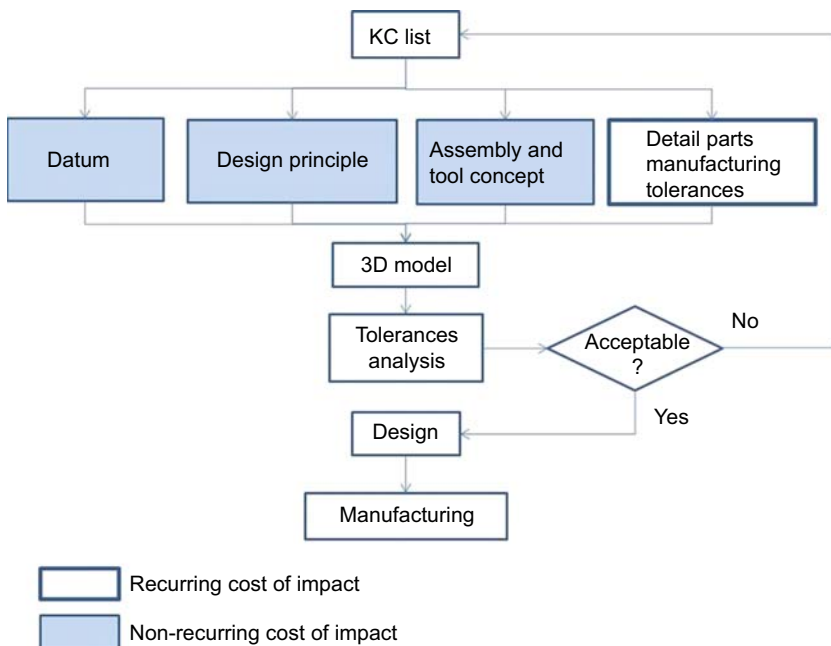 KC list
Datum
Design principle
Assembly and
tool concept
Detail parts
manufacturing
tolerances
3D model
Tolerances
analysis
Acceptable
?
No
Yes
Design
Manufacturing
Recurring cost of impact
Non-recurring cost of impact